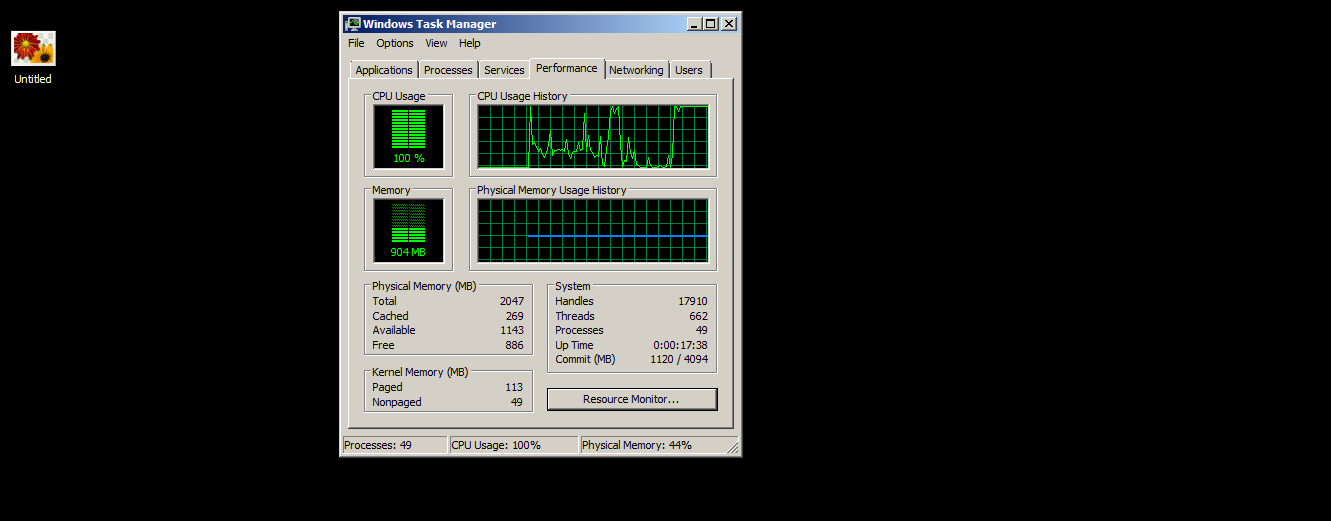 Untitled
Windows Task Manager
File Options View Help
Applications Processes Services Performance Networking Users
CPU Usage
100 %
CPU Usage History
Memory
904 MB
Physical Memory Usage History
Physical Memory (MB)
Total 2047
Cached 269
Available 1143
Free 886
Kernel Memory (MB)
Paged 113
Nonpaged 49
System
Handles 17910
Threads 662
Processes 49
Up Time 0:00:17:38
Commit (MB) 1120 / 4094
Resource Monitor...
Processes: 49 CPU Usage: 100% Physical Memory: 44%